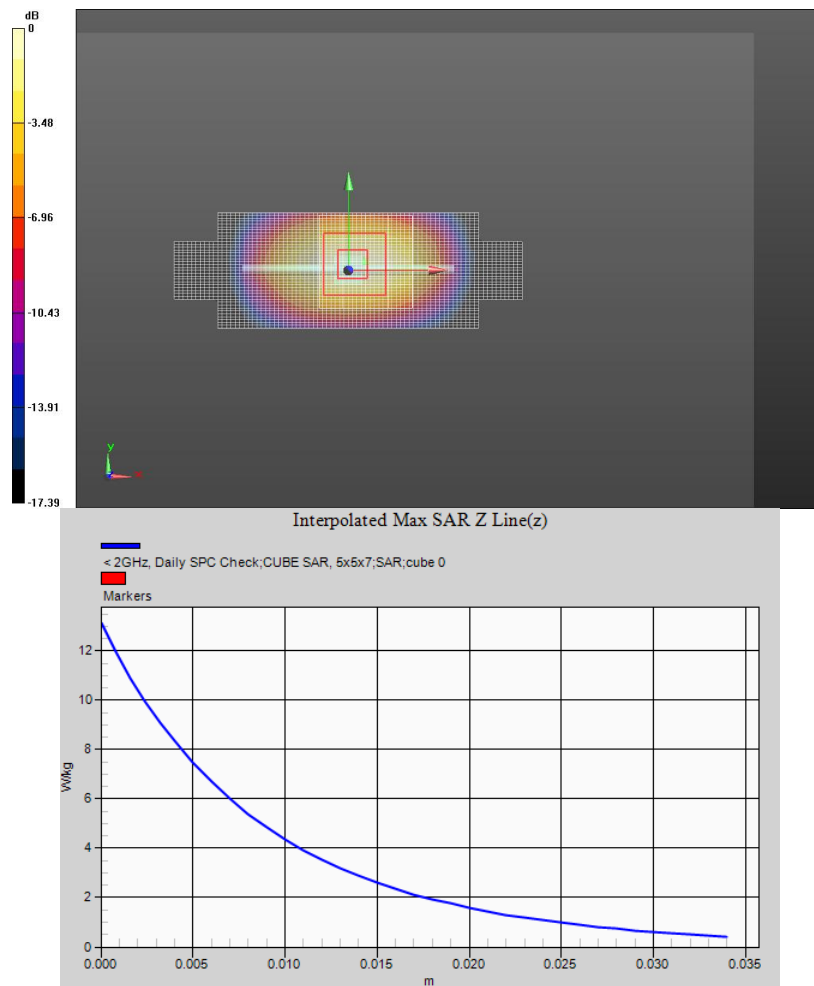 dB
0
-3.48
-6.96
-10.43
-13.91
-17.39
y
Interpolated Max SAR Z Line(z)
< 2GHz, Daily SPC Check;CUBE SAR, 5x5x7;SAR;cube 0
Markers
12
10
8
6
4
2
0
W/kg
0.000 0.005 0.010 0.015 0.020 0.025 0.030 0.035
m